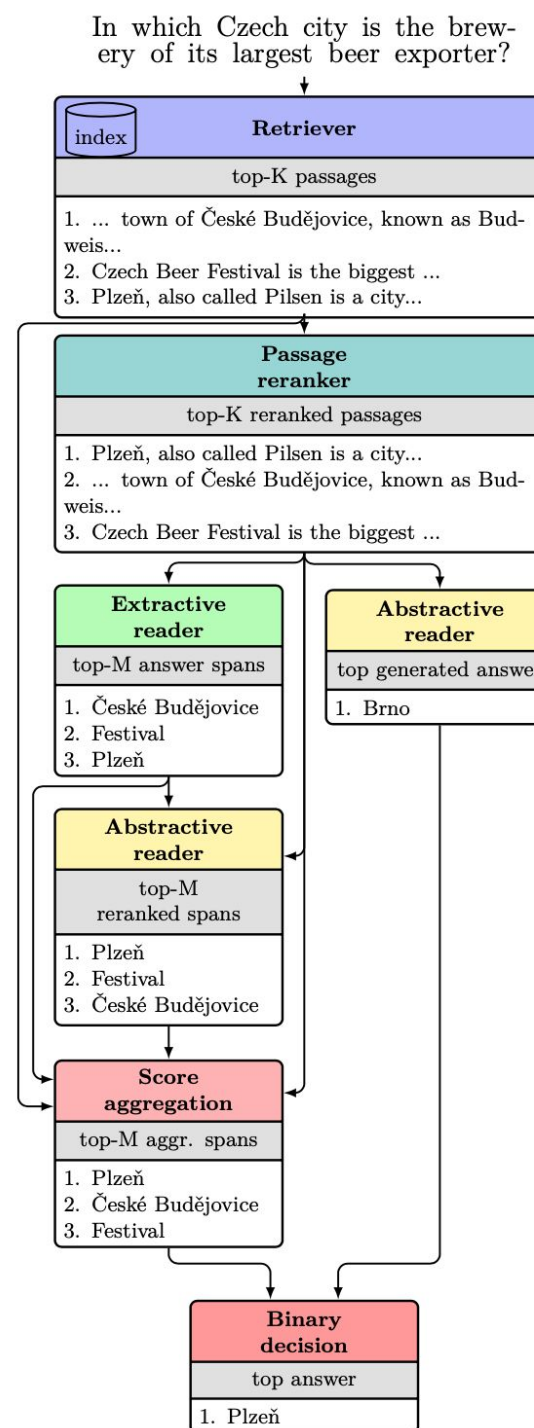 In which Czech city is the brew-
ery of its largest beer exporter?
index
Retriever
top-K passages
1. ... town of České Budějovice, known as Bud-
weis...
2. Czech Beer Festival is the biggest ...
3. Plzeň, also called Pilsen is a city...
Passage
reranker
top-K reranked passages
1. Plzeň, also called Pilsen is a city...
2. ... town of České Budějovice, known as Bud-
weis...
3. Czech Beer Festival is the biggest ...
Extractive
reader
top-M answer spans
1. České Budějovice
2. Festival
3. Plzeň
Abstractive
reader
top generated answe
1. Brno
Abstractive
reader
top-M
reranked spans
1. Plzeň
2. Festival
3. České Budějovice
Score
aggregation
top-M aggr. spans
1. Plzeň
2. České Budějovice
3. Festival
Binary
decision
top answer
1. Plzeň